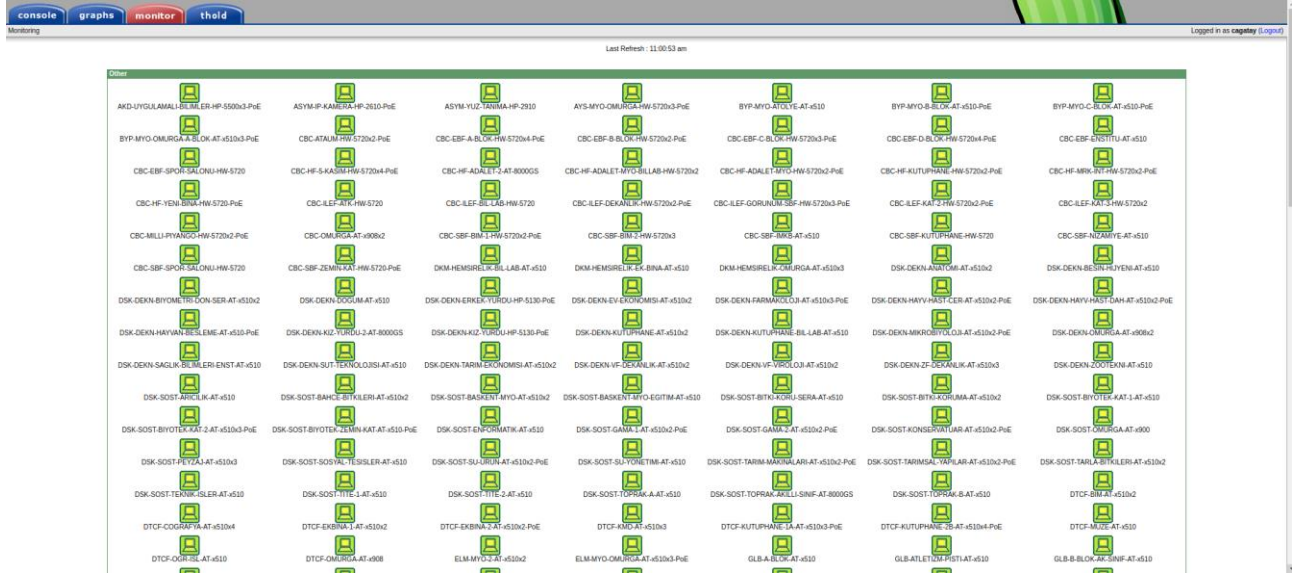 console graphs monitor thold
Monitoring Logged in as cagatay (Logout)
Last Refresh : 11:00:53 am
Other
AKD-UYGULAMALI-BILIMLER-HP-5500x3-PoE ASYM-IP-KAMERA-HP-2610-PoE ASYM-YUZ-TANIMA-HP-2910 AYS-MYO-OMURGA-HW-5720x3-PoE BYP-MYO-ATOLYE-AT-x510 BYP-MYO-B-BLOK-AT-x510-PoE BYP-MYO-C-BLOK-AT-x510-PoE
BYP-MYO-OMURGA-A-BLOK-AT-x510x3-PoE CBC-ATAUM-HW-5720x2-PoE CBC-EBF-A-BLOK-HW-5720x4-PoE CBC-EBF-B-BLOK-HW-5720x2-PoE CBC-EBF-C-BLOK-HW-5720x3-PoE CBC-EBF-D-BLOK-HW-5720x4-PoE CBC-EBF-ENSTITU-AT-x510
CBC-EBF-SPOR-SALONU-HW-5720 CBC-HF-5-KASIM-HW-5720x4-PoE CBC-HF-ADALET-2-AT-8000GS CBC-HF-ADALET-MYO-BILLAB-HW-5720x2 CBC-HF-ADALET-MYO-HW-5720x2-PoE CBC-HF-KUTUPHANE-HW-5720x2-PoE CBC-HF-MRK-INT-HW-5720x2-PoE
CBC-HF-YENI-BINA-HW-5720-PoE CBC-ILEF-ATK-HW-5720 CBC-ILEF-BIL-LAB-HW-5720 CBC-ILEF-DEKANLIK-HW-5720x2-PoE CBC-ILEF-GORUNUM-SBF-HW-5720x3-PoE CBC-ILEF-KAT-2-HW-5720x2-PoE CBC-ILEF-KAT-3-HW-5720x2
CBC-MILLI-PIYANGO-HW-5720x2-PoE CBC-OMURGA-AT-x908x2 CBC-SBF-BIM-1-HW-5720x2-PoE CBC-SBF-BIM-2-HW-5720x3 CBC-SBF-IMKB-AT-x510 CBC-SBF-KUTUPHANE-HW-5720 CBC-SBF-NIZAMIYE-AT-x510
CBC-SBF-SPOR-SALONU-HW-5720 CBC-SBF-ZEMIN-KAT-HW-5720-PoE DKM-HEMSIRELIK-BIL-LAB-AT-x510 DKM-HEMSIRELIK-EK-BINA-AT-x510 DKM-HEMSIRELIK-OMURGA-AT-x510x3 DSK-DEKN-ANATOMI-AT-x510x2 DSK-DEKN-BESIN-HIJYENI-AT-x510
DSK-DEKN-BIYOMETRI-DON-SER-AT-x510x2 DSK-DEKN-DOGUM-AT-x510 DSK-DEKN-ERKEK-YURDU-HP-5130-PoE DSK-DEKN-EV-EKONOMISI-AT-x510x2 DSK-DEKN-FARMAKOLOJI-AT-x510x3-PoE DSK-DEKN-HAYV-HAST-CER-AT-x510x2-PoE DSK-DEKN-HAYV-HAST-DAH-AT-x510x2-PoE
DSK-DEKN-HAYVAN-BESLEME-AT-x510-PoE DSK-DEKN-KIZ-YURDU-2-AT-8000GS DSK-DEKN-KIZ-YURDU-HP-5130-PoE DSK-DEKN-KUTUPHANE-AT-x510x2 DSK-DEKN-KUTUPHANE-BIL-LAB-AT-x510 DSK-DEKN-MIKROBIYOLOJI-AT-x510x2-PoE DSK-DEKN-OMURGA-AT-x908x2
DSK-DEKN-SAGLIK-BILIMLERI-ENST-AT-x510 DSK-DEKN-SUT-TEKNOLOJISI-AT-x510 DSK-DEKN-TARIM-EKONOMISI-AT-x510x2 DSK-DEKN-VF-DEKANLIK-AT-x510x2 DSK-DEKN-VF-VIROLOJI-AT-x510x2 DSK-DEKN-ZF-DEKANLIK-AT-x510x3 DSK-DEKN-ZOOTEKNI-AT-x510
DSK-SOST-ARICILIK-AT-x510 DSK-SOST-BAHCE-BITKILERI-AT-x510x2 DSK-SOST-BASKENT-MYO-AT-x510x2 DSK-SOST-BASKENT-MYO-EGITIM-AT-x510 DSK-SOST-BITKI-KORU-SERA-AT-x510 DSK-SOST-BITKI-KORUMA-AT-x510x2 DSK-SOST-BIYOTEK-KAT-1-AT-x510
DSK-SOST-BIYOTEK-KAT-2-AT-x510x3-PoE DSK-SOST-BIYOTEK-ZEMIN-KAT-AT-x510-PoE DSK-SOST-ENFORMATIK-AT-x510 DSK-SOST-GAMA-1-AT-x510x2-PoE DSK-SOST-GAMA-2-AT-x510x2-PoE DSK-SOST-KONSERVATUAR-AT-x510x2-PoE DSK-SOST-OMURGA-AT-x900
DSK-SOST-PEYZAJ-AT-x510x3 DSK-SOST-SOSYAL-TESISLER-AT-x510 DSK-SOST-SU-URUN-AT-x510x2-PoE DSK-SOST-SU-YONETIMI-AT-x510 DSK-SOST-TARIM-MAKINALARI-AT-x510x2-PoE DSK-SOST-TARIMSAL-YAPILAR-AT-x510x2-PoE DSK-SOST-TARLA-BITKILERI-AT-x510x2
DSK-SOST-TEKNIK-ISLER-AT-x510 DSK-SOST-TITE-1-AT-x510 DSK-SOST-TITE-2-AT-x510 DSK-SOST-TOPRAK-A-AT-x510 DSK-SOST-TOPRAK-AKILLI-SINIF-AT-8000GS DSK-SOST-TOPRAK-B-AT-x510 DTCF-BIM-AT-x510x2
DTCF-COGRAFYA-AT-x510x4 DTCF-EKBINA-1-AT-x510x2 DTCF-EKBINA-2-AT-x510x2-PoE DTCF-KMD-AT-x510x3 DTCF-KUTUPHANE-1A-AT-x510x3-PoE DTCF-KUTUPHANE-2B-AT-x510x4-PoE DTCF-MUZE-AT-x510
DTCF-OGR-ISL-AT-x510 DTCF-OMURGA-AT-x908 ELM-MYO-2-AT-x510x2 ELM-MYO-OMURGA-AT-x510x3-PoE GLB-A-BLOK-AT-x510 GLB-ATLETIZM-PISTI-AT-x510 GLB-B-BLOK-AK-SINIF-AT-x510